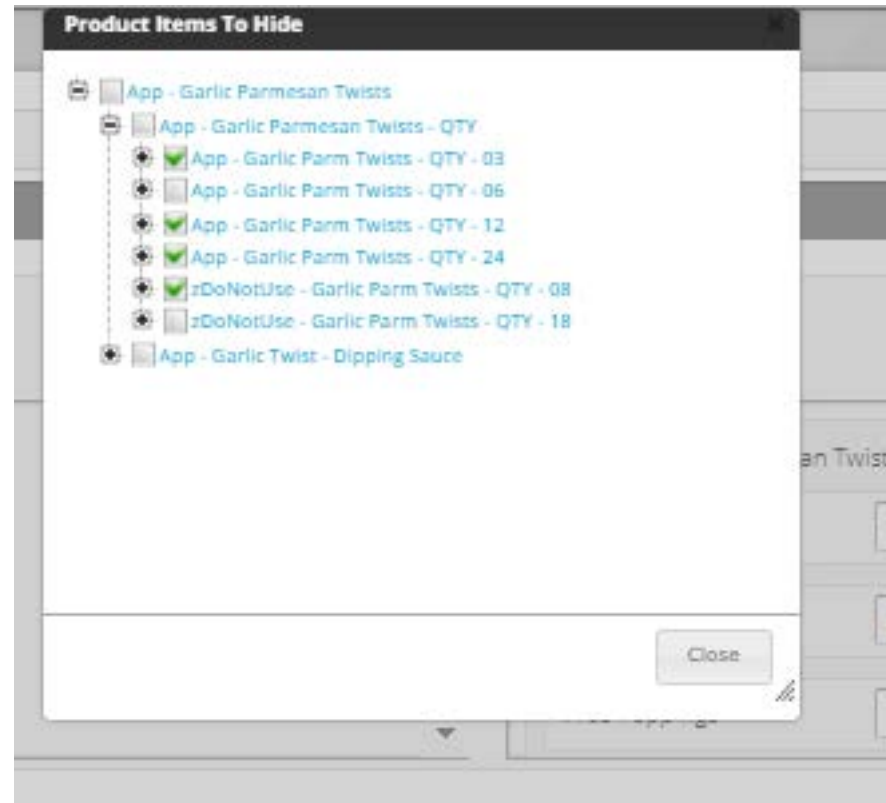 Product Items To Hide
App - Garlic Parmesan Twists
App - Garlic Parmesan Twists - QTY
App - Garlic Parm Twists - QTY - 03
App - Garlic Parm Twists - QTY - 06
App - Garlic Parm Twists - QTY - 12
App - Garlic Parm Twists - QTY - 24
zDoNotUse - Garlic Parm Twists - QTY - 08
zDoNotUse - Garlic Parm Twists - QTY - 18
App - Garlic Twist - Dipping Sauce
an Twist
Close